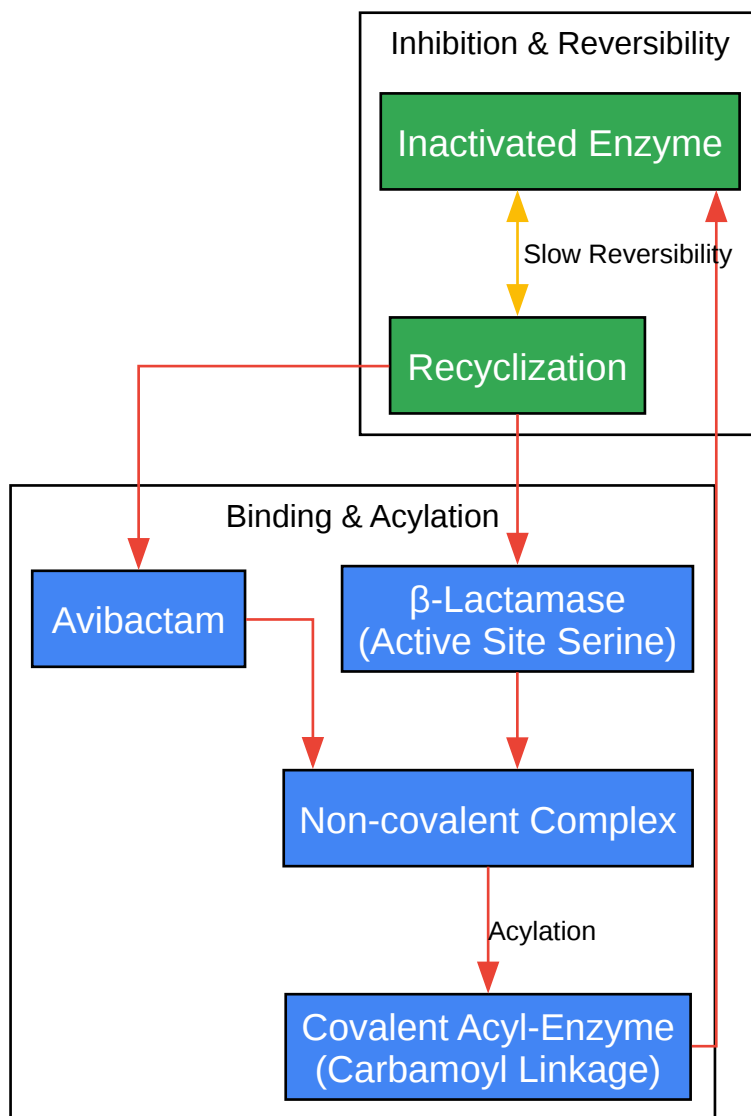 Inhibition & Reversibility
Inactivated Enzyme
Slow Reversibility
Recyclization
Binding & Acylation
Avibactam
β-Lactamase
(Active Site Serine)
Non-covalent Complex
Acylation
Covalent Acyl-Enzyme
(Carbamoyl Linkage)